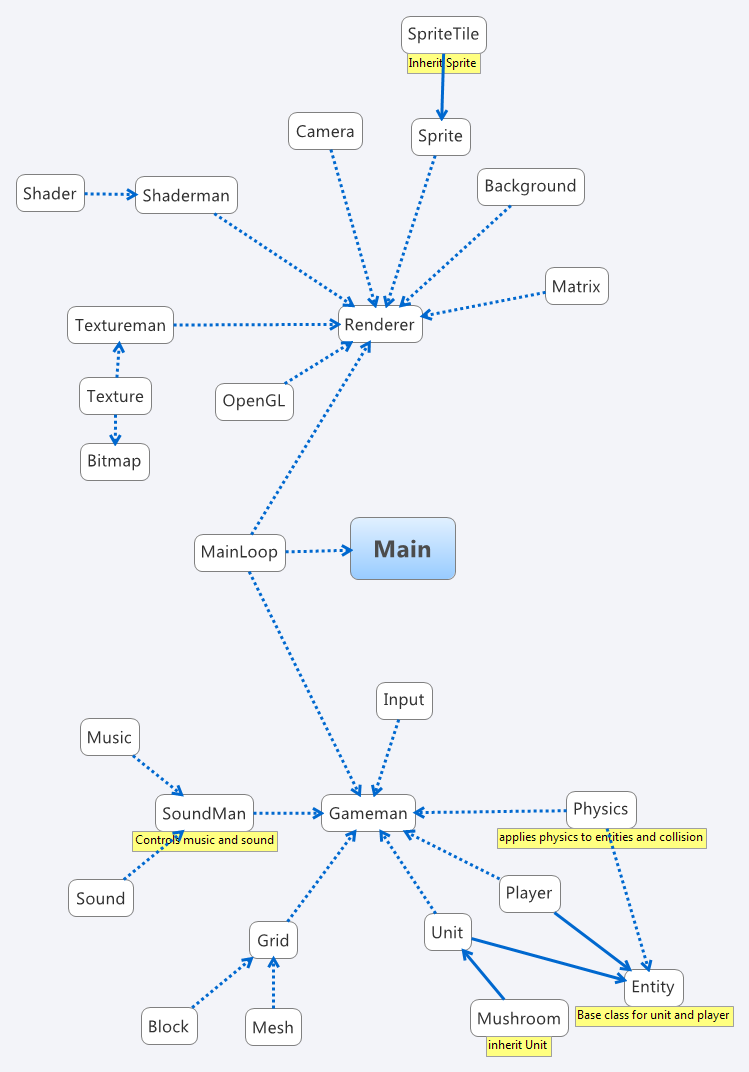 SpriteTile
Inherit Sprite
Camera
Sprite
Background
Shader
Shaderman
Matrix
Textureman
Renderer
Texture
OpenGL
Bitmap
MainLoop
Main
Input
Music
SoundMan
Controls music and sound
Gameman
Physics
applies physics to entities and collision
Sound
Player
Grid
Unit
Entity
Base class for unit and player
Block
Mesh
Mushroom
inherit Unit